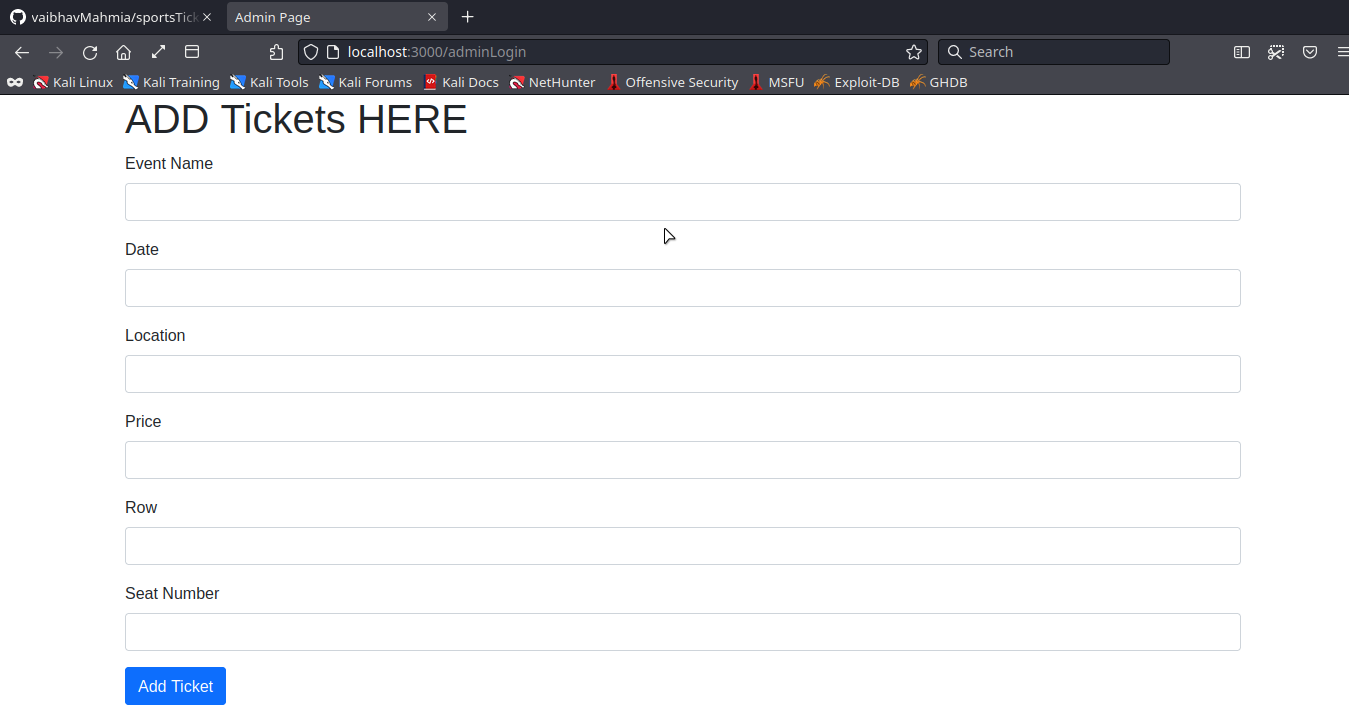 vaibhavMahmia/sportsTick
Admin Page
localhost:3000/adminLogin
Search
Kali Linux Kali Training Kali Tools Kali Forums Kali Docs NetHunter Offensive Security MSFU Exploit-DB GHDB
ADD Tickets HERE
Event Name
Date
Location
Price
Row
Seat Number
Add Ticket